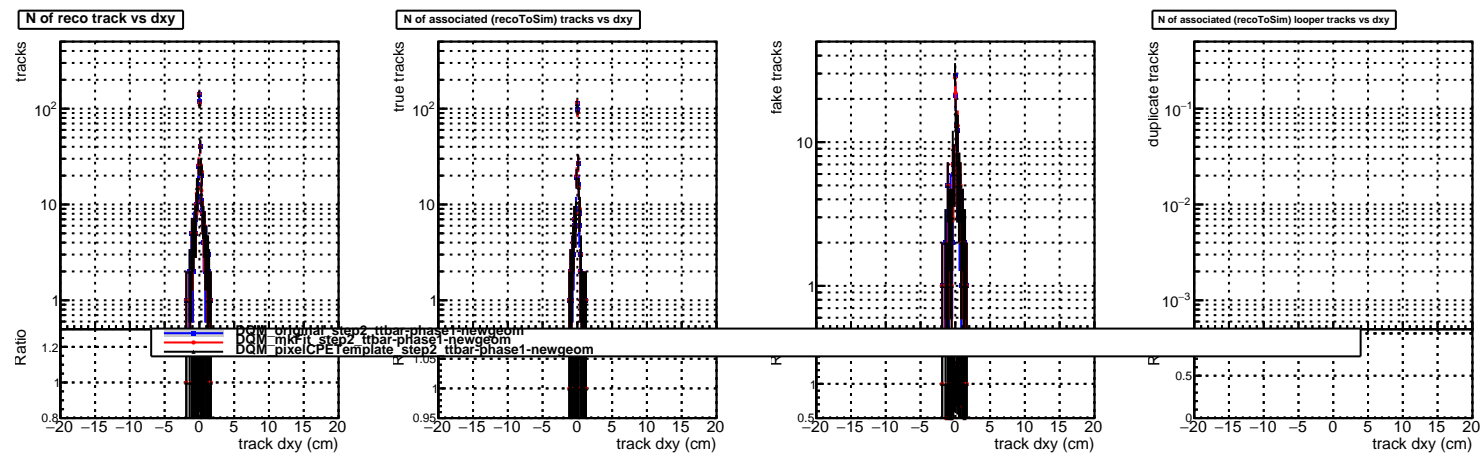 N of reco track vs dxy
N of associated (recoToSim) tracks vs dxy
N of associated (recoToSim) looper tracks vs dxy
tracks
10²
10
1
Ratio
1.2
1
0.8
−20 −15 −10 −5 0 5 10 15 20
track dxy (cm)
true tracks
10²
10
1
1.05
1
0.95
−20 −15 −10 −5 0 5 10 15 20
track dxy (cm)
fake tracks
10
1
1
0.5
−20 −15 −10 −5 0 5 10 15 20
track dxy (cm)
duplicate tracks
10⁻¹
10⁻²
10⁻³
0.5
0
−20 −15 −10 −5 0 5 10 15 20
track dxy (cm)
DQM_original_step2_ttbar-phase1-newgeom
DQM_mkFit_step2_ttbar-phase1-newgeom
DQM_pixelCPETemplate_step2_ttbar-phase1-newgeom